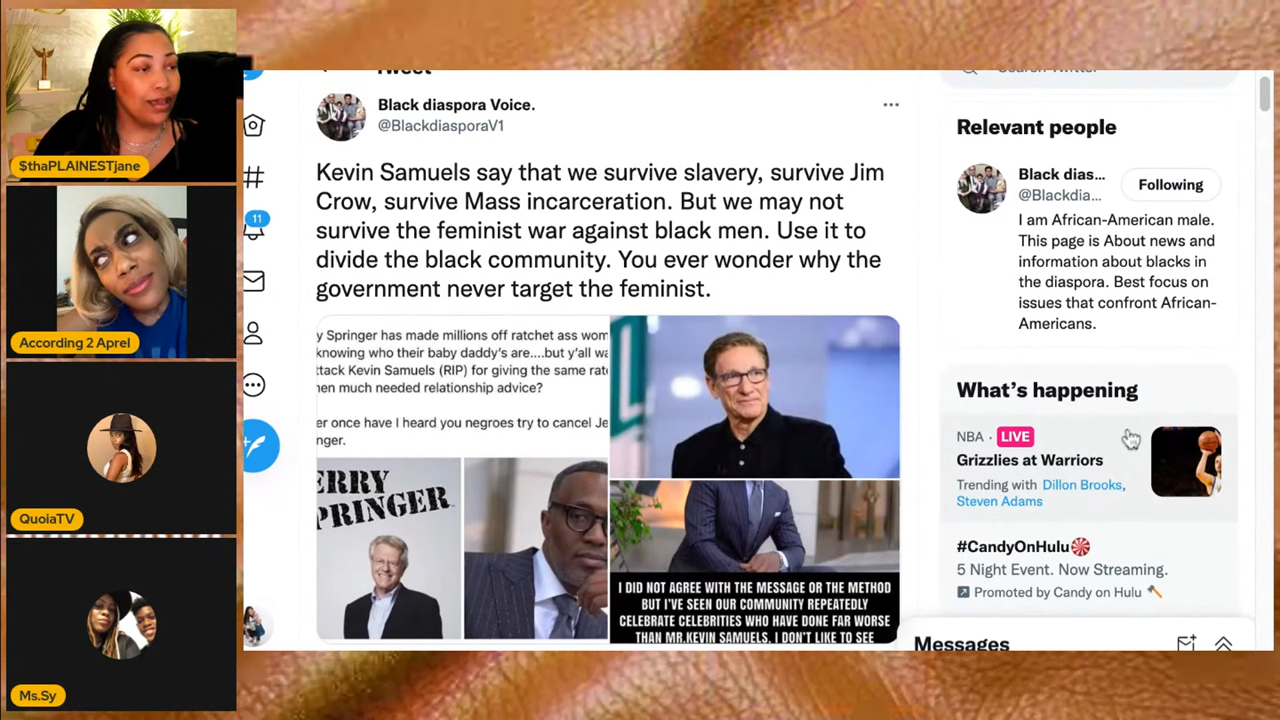 $thaPLAINESTjane
According 2 Aprel
QuoiaTV
Ms.Sy
Tweet
Black diaspora Voice.
@BlackdiasporaV1
Kevin Samuels say that we survive slavery, survive Jim
Crow, survive Mass incarceration. But we may not
survive the feminist war against black men. Use it to
divide the black community. You ever wonder why the
government never target the feminist.
y Springer has made millions off ratchet ass wom
knowing who their baby daddy's are....but y'all wa
ttack Kevin Samuels (RIP) for giving the same rat
men much needed relationship advice?
er once have I heard you negroes try to cancel Je
nger.
ERRY
PRINGER
I DID NOT AGREE WITH THE MESSAGE OR THE METHOD
BUT I'VE SEEN OUR COMMUNITY REPEATEDLY
CELEBRATE CELEBRITIES WHO HAVE DONE FAR WORSE
THAN MR.KEVIN SAMUELS. I DON'T LIKE TO SEE
11
Search Twitter
Relevant people
Black dias...
@Blackdia...
Following
I am African-American male.
This page is About news and
information about blacks in
the diaspora. Best focus on
issues that confront African-
Americans.
What's happening
NBA · LIVE
Grizzlies at Warriors
Trending with Dillon Brooks,
Steven Adams
#CandyOnHulu
5 Night Event. Now Streaming.
Promoted by Candy on Hulu
Messages